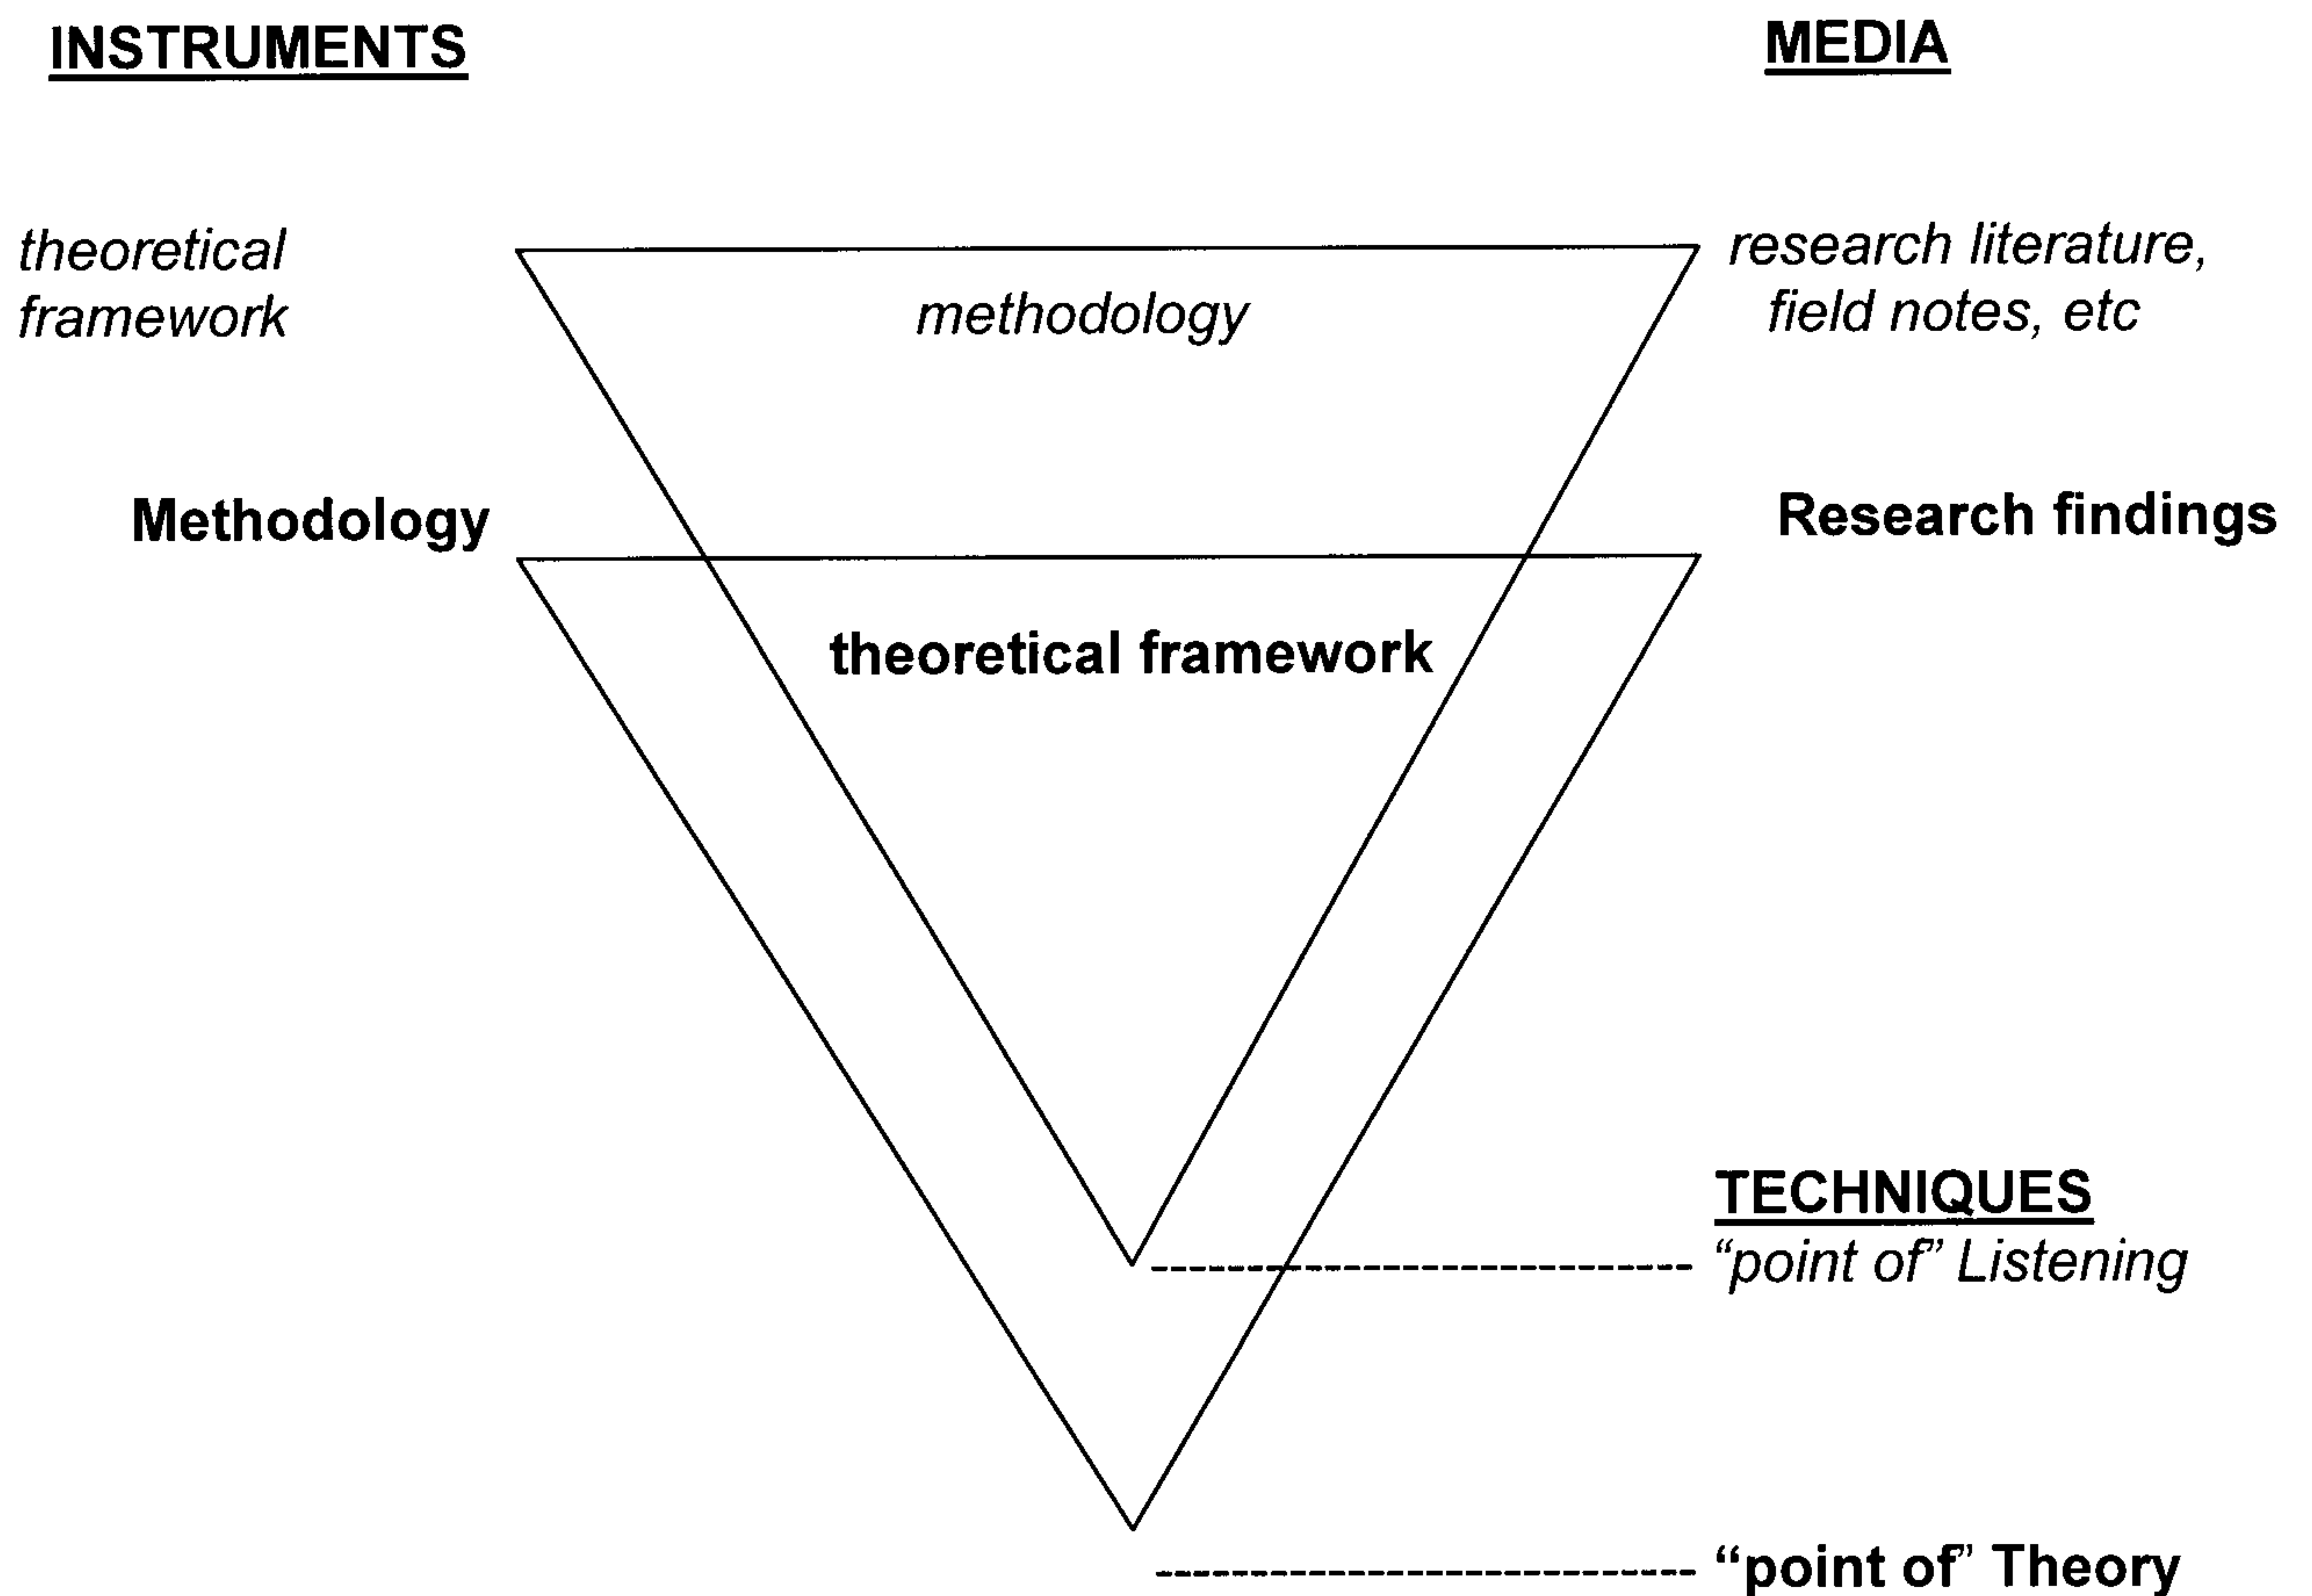 INSTRUMENTS
MEDIA
theoretical
framework
methodology
research literature,
field notes, etc
Methodology
Research findings
theoretical framework
TECHNIQUES
“point of” Listening
“point of” Theory